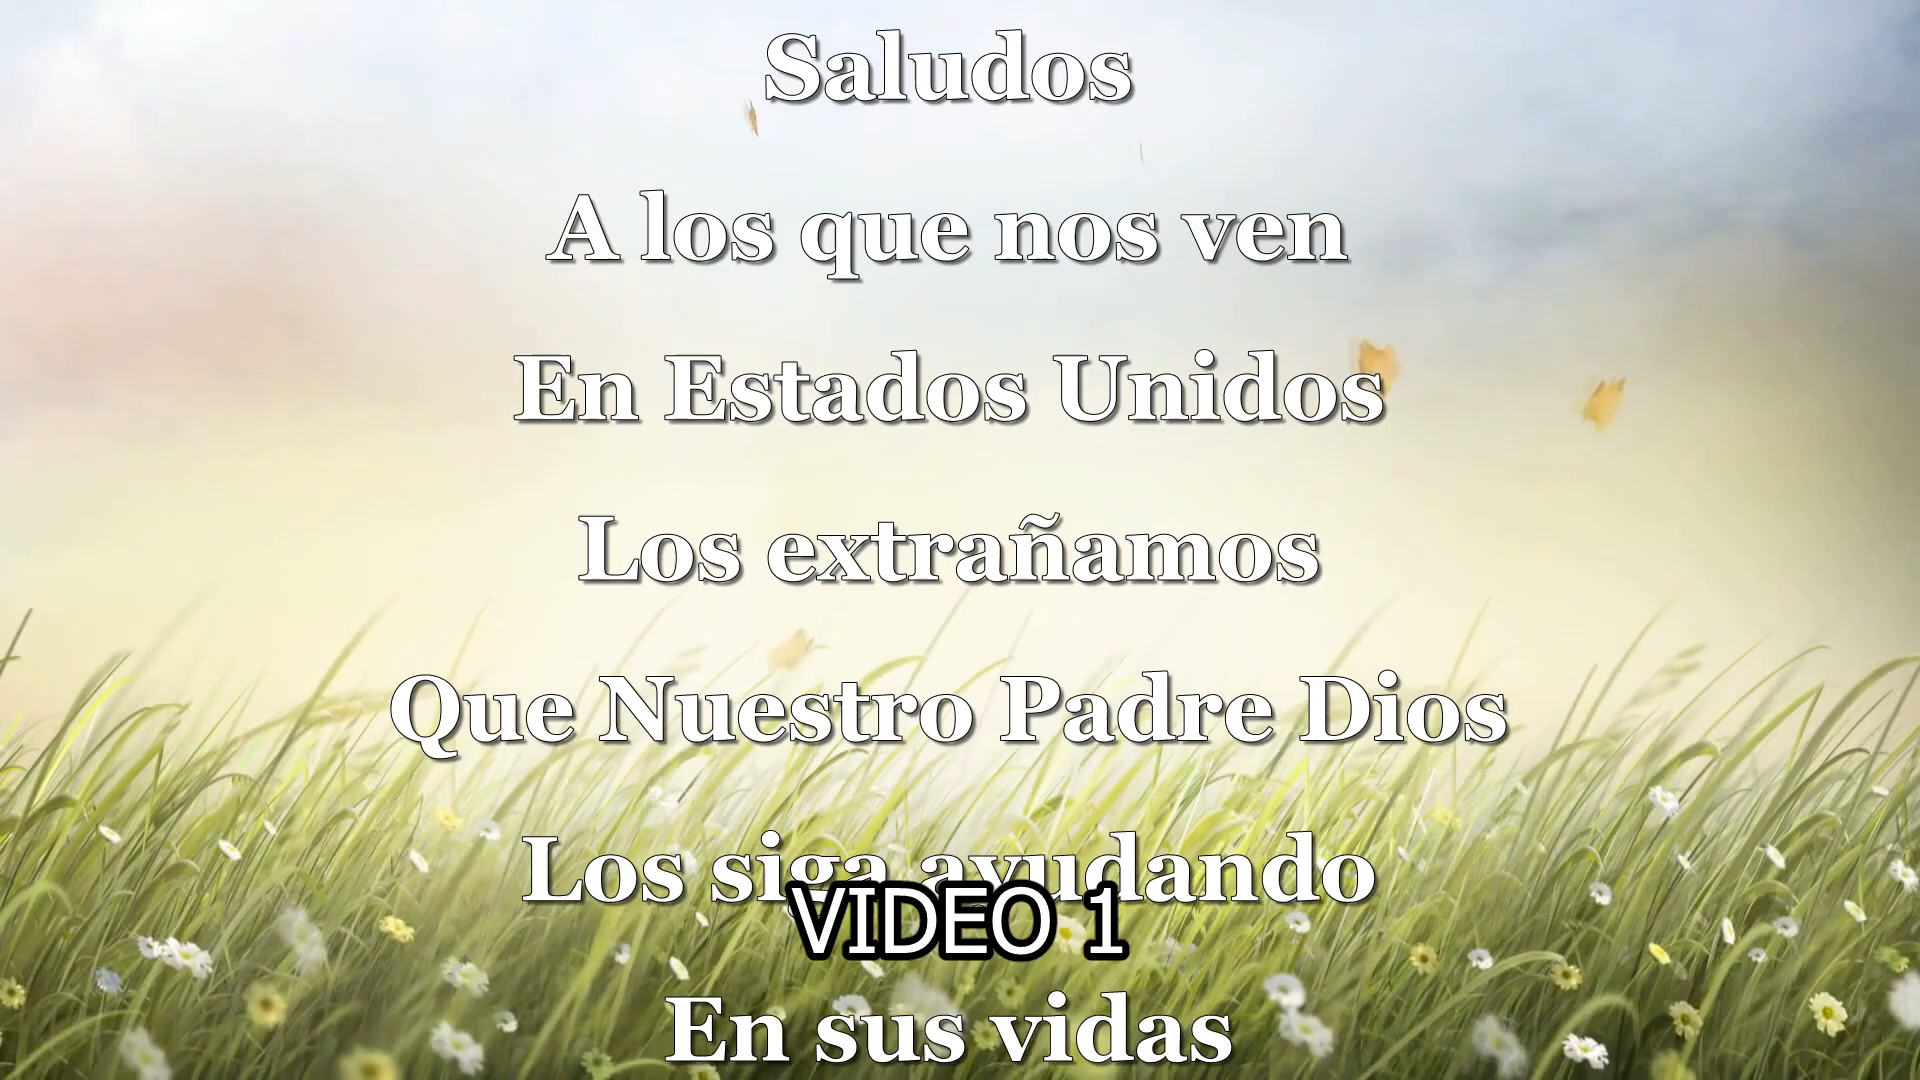 Saludos
A los que nos ven
En Estados Unidos
Los extrañamos
Que Nuestro Padre Dios
Los siga ayudando
VIDEO 1
En sus vidas